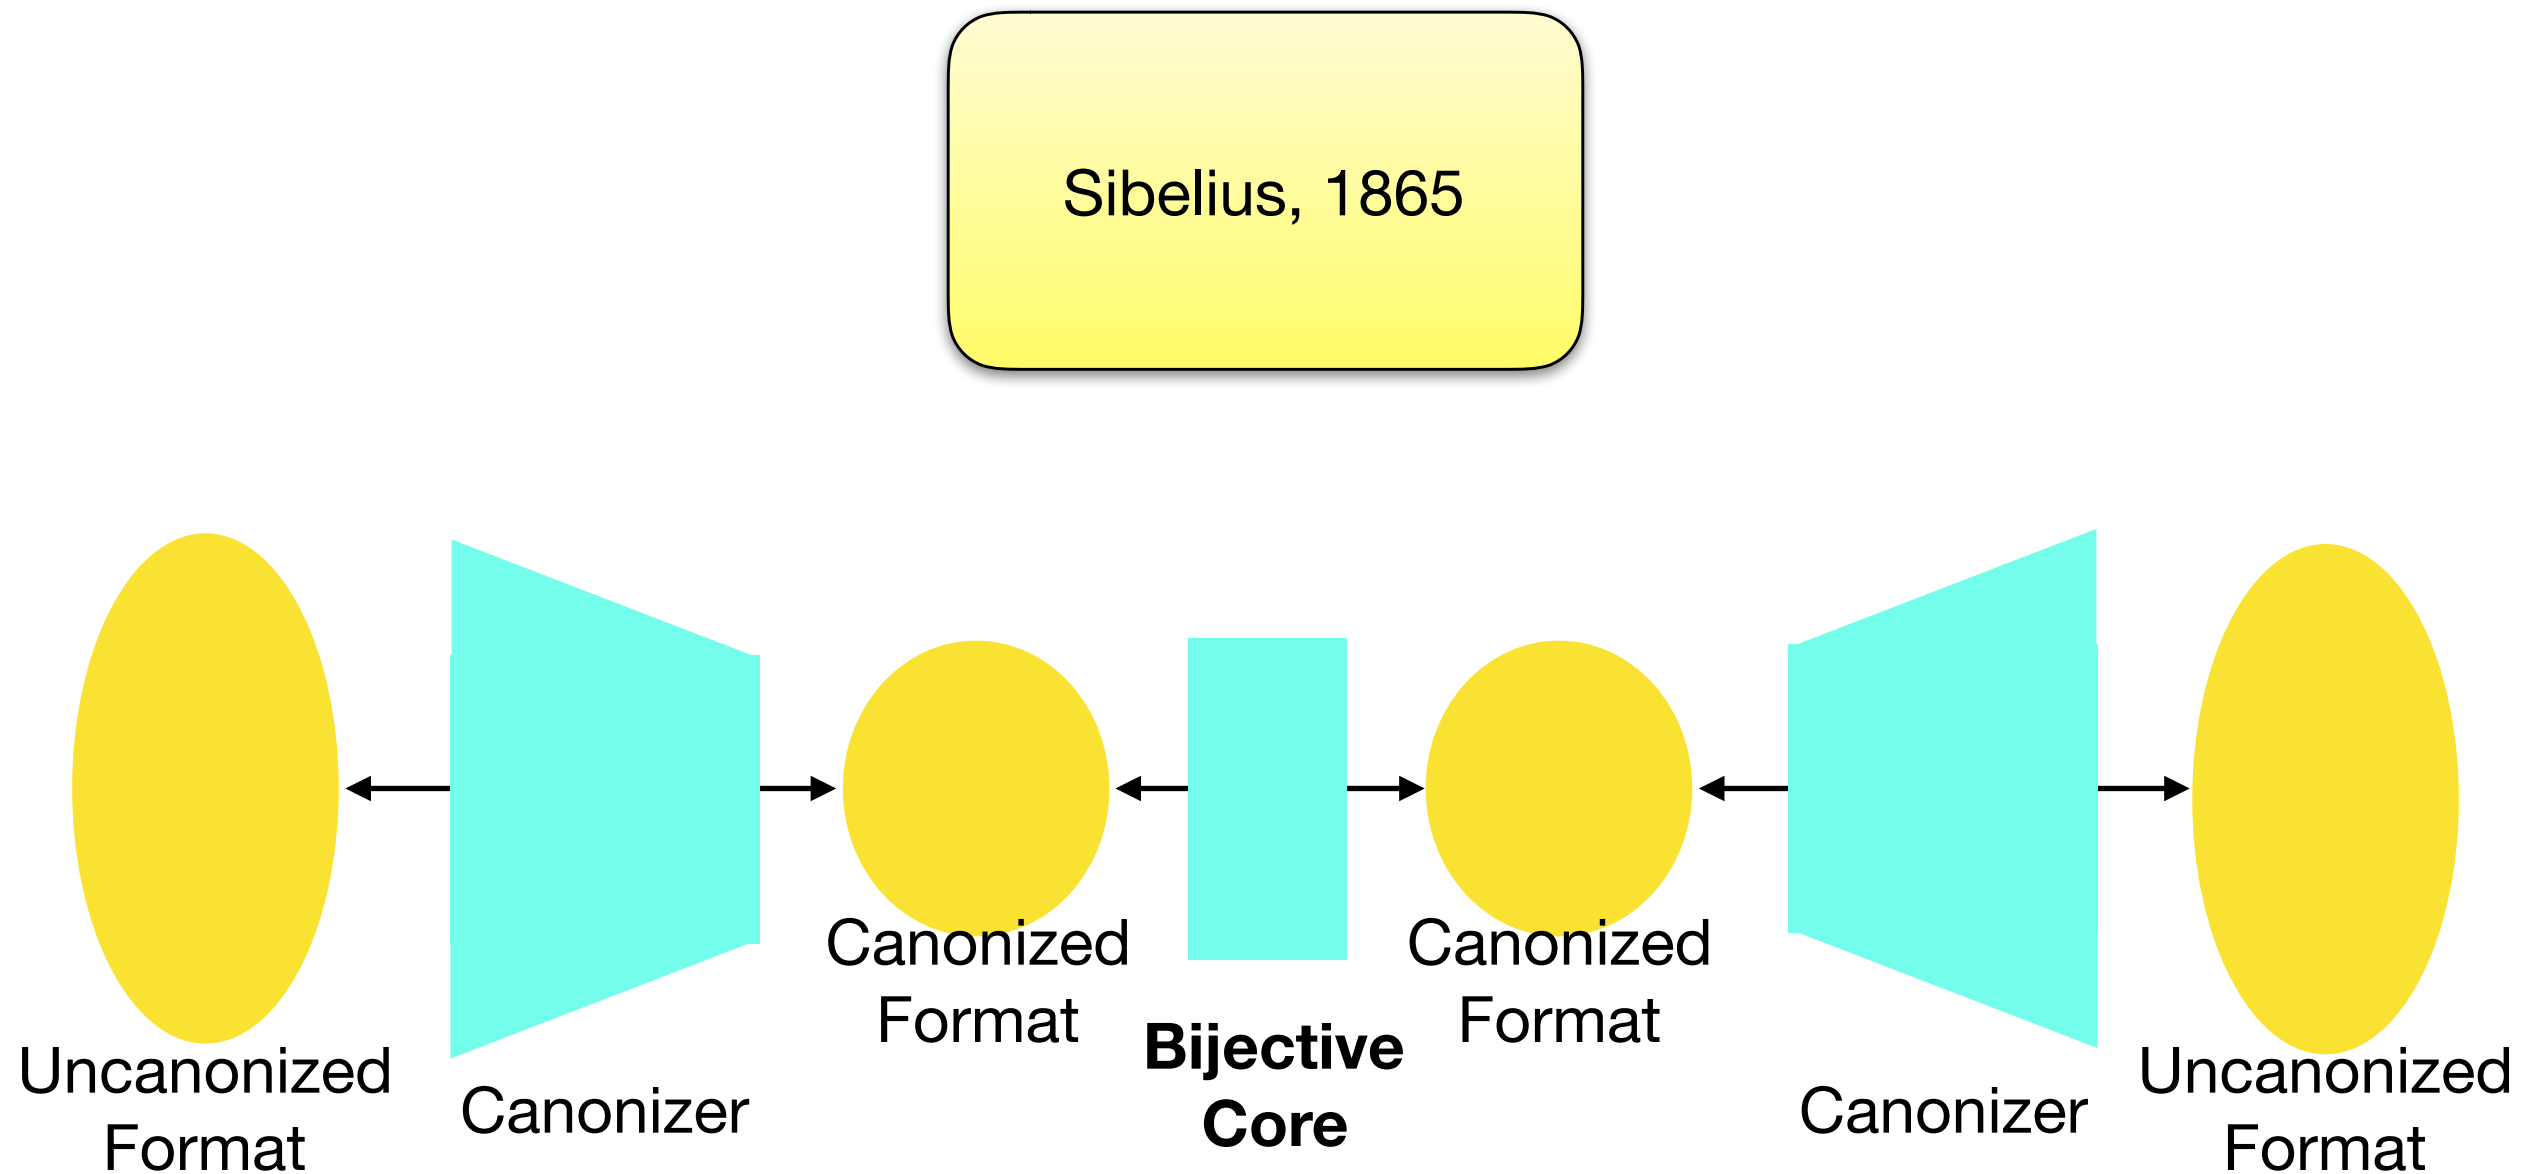 Sibelius, 1865
Uncanonized
Format
Canonizer
Canonized
Format
Bijective
Core
Canonized
Format
Canonizer
Uncanonized
Format